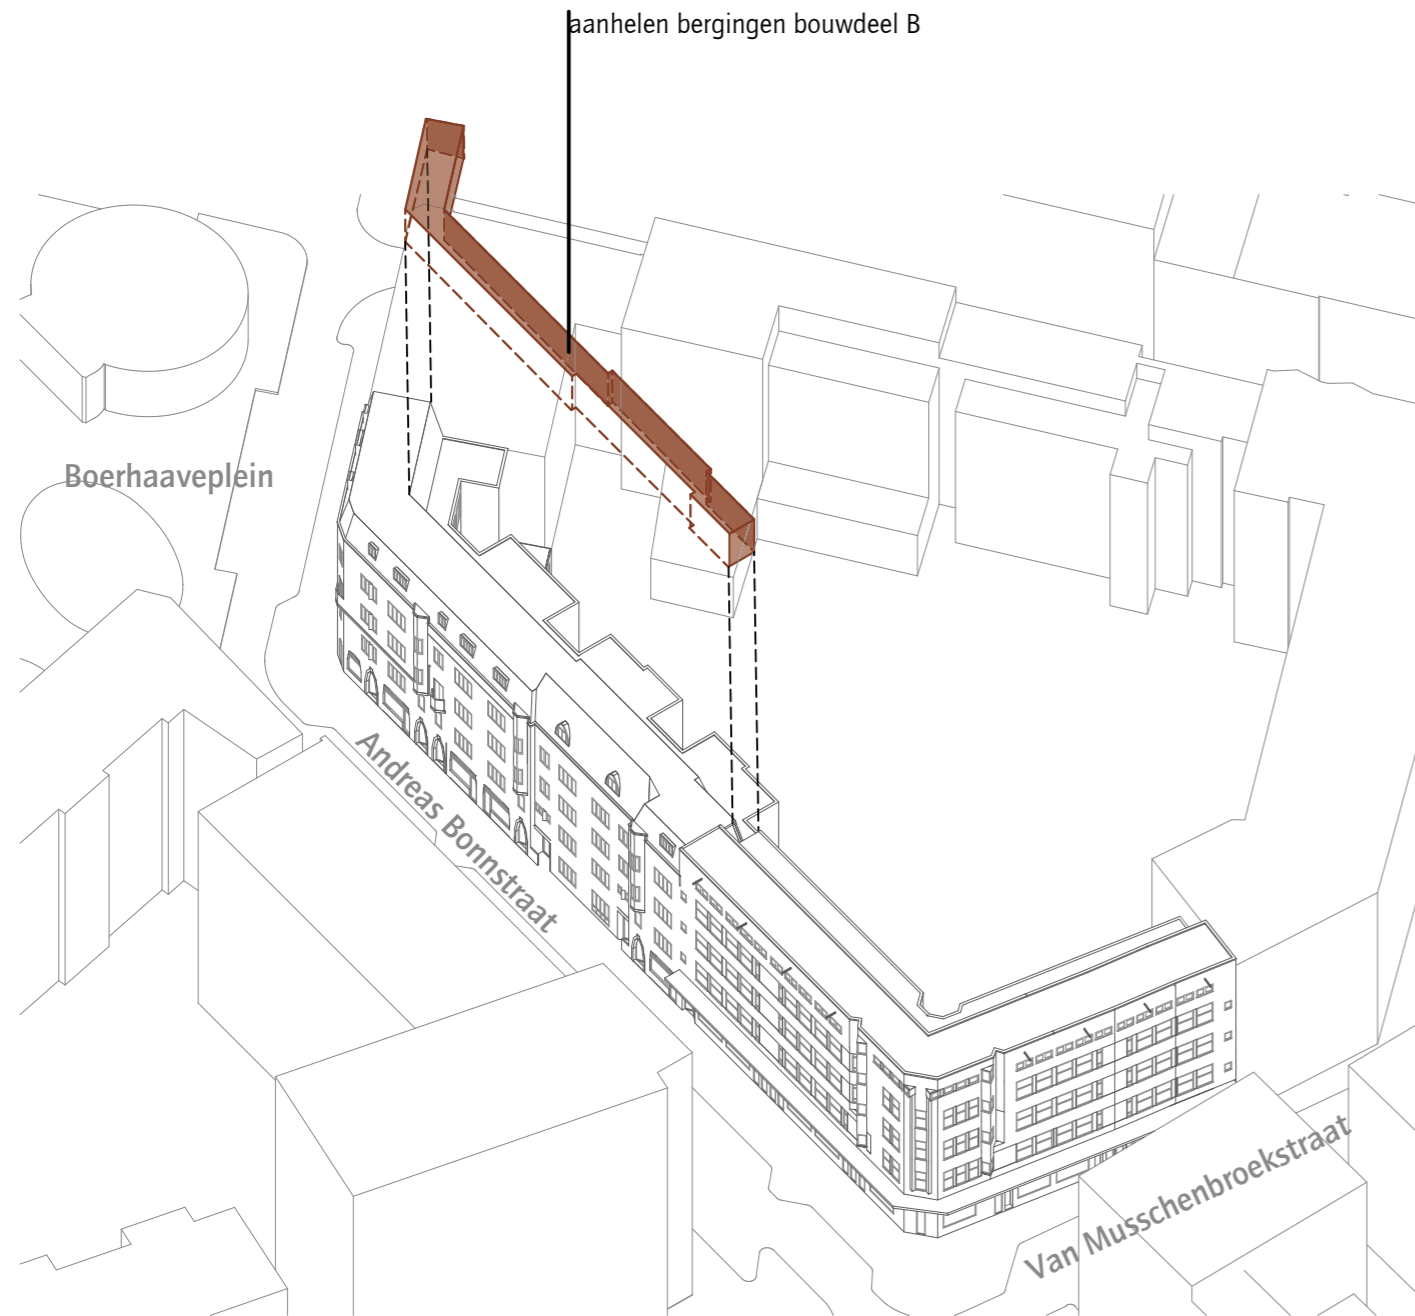 aanhelen bergingen bouwdeel B
Boerhaaveplein
Andreas Bonnstraat
Van Musschenbroekstraat